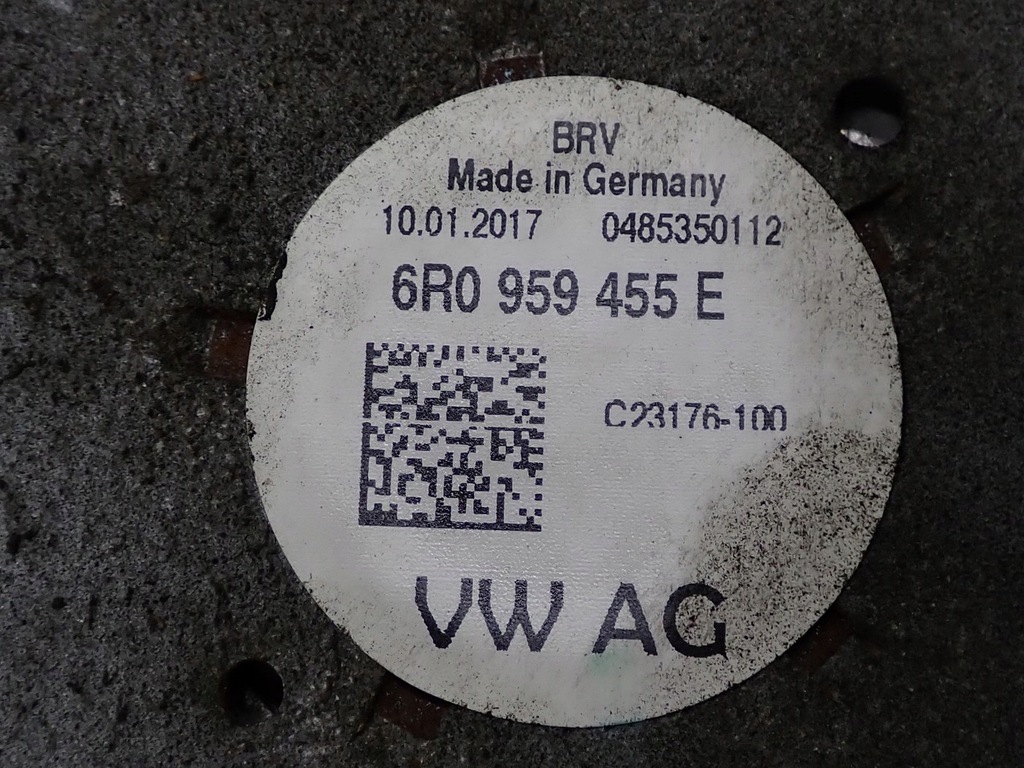 BRV
Made in Germany
10.01.2017 0485350112
6R0 959 455 E
C23176-100
VW AG